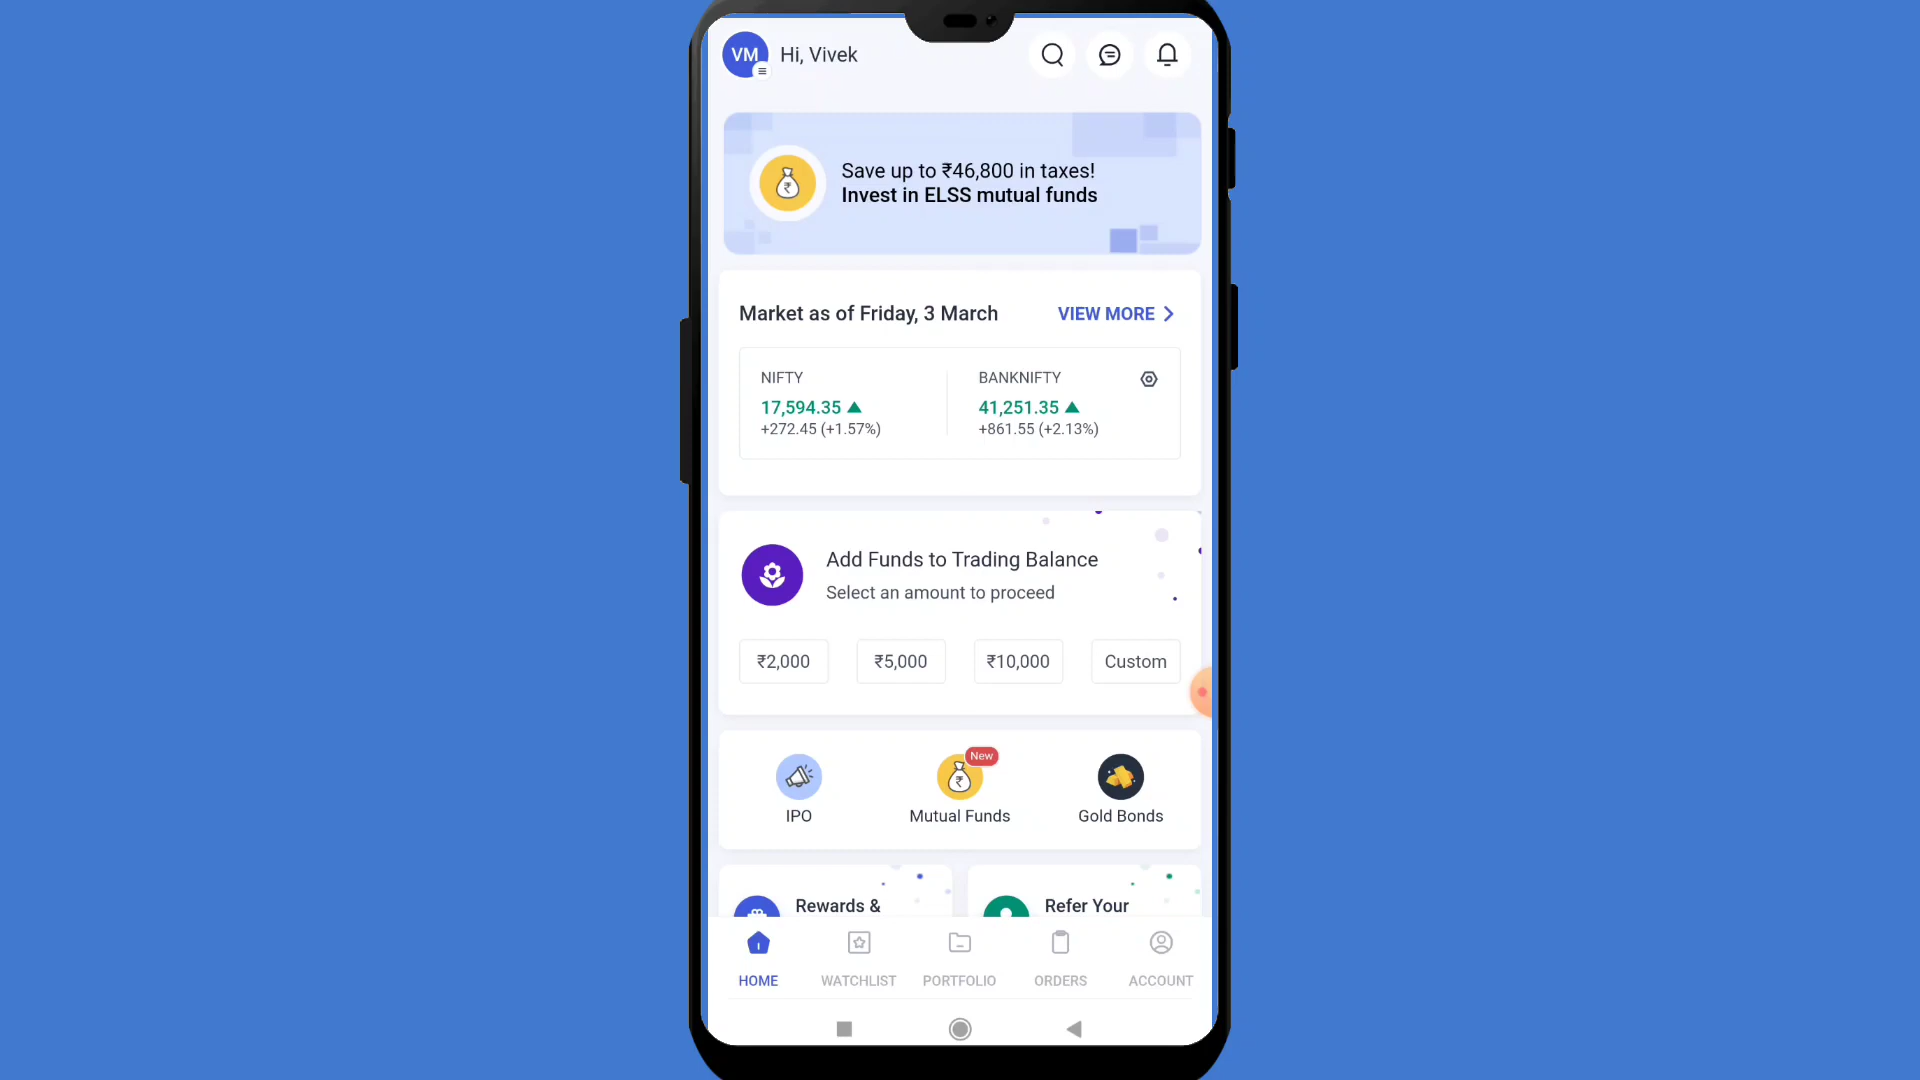 VM
Hi, Vivek
Save up to ₹46,800 in taxes!
Invest in ELSS mutual funds
Market as of Friday, 3 March
VIEW MORE
NIFTY
BANKNIFTY
17,594.35
41,251.35
+272.45 (+1.57%)
+861.55 (+2.13%)
Add Funds to Trading Balance
Select an amount to proceed
₹2,000
₹5,000
₹10,000
Custom
New
IPO
Mutual Funds
Gold Bonds
Rewards &
Refer Your
HOME
WATCHLIST
PORTFOLIO
ORDERS
ACCOUNT